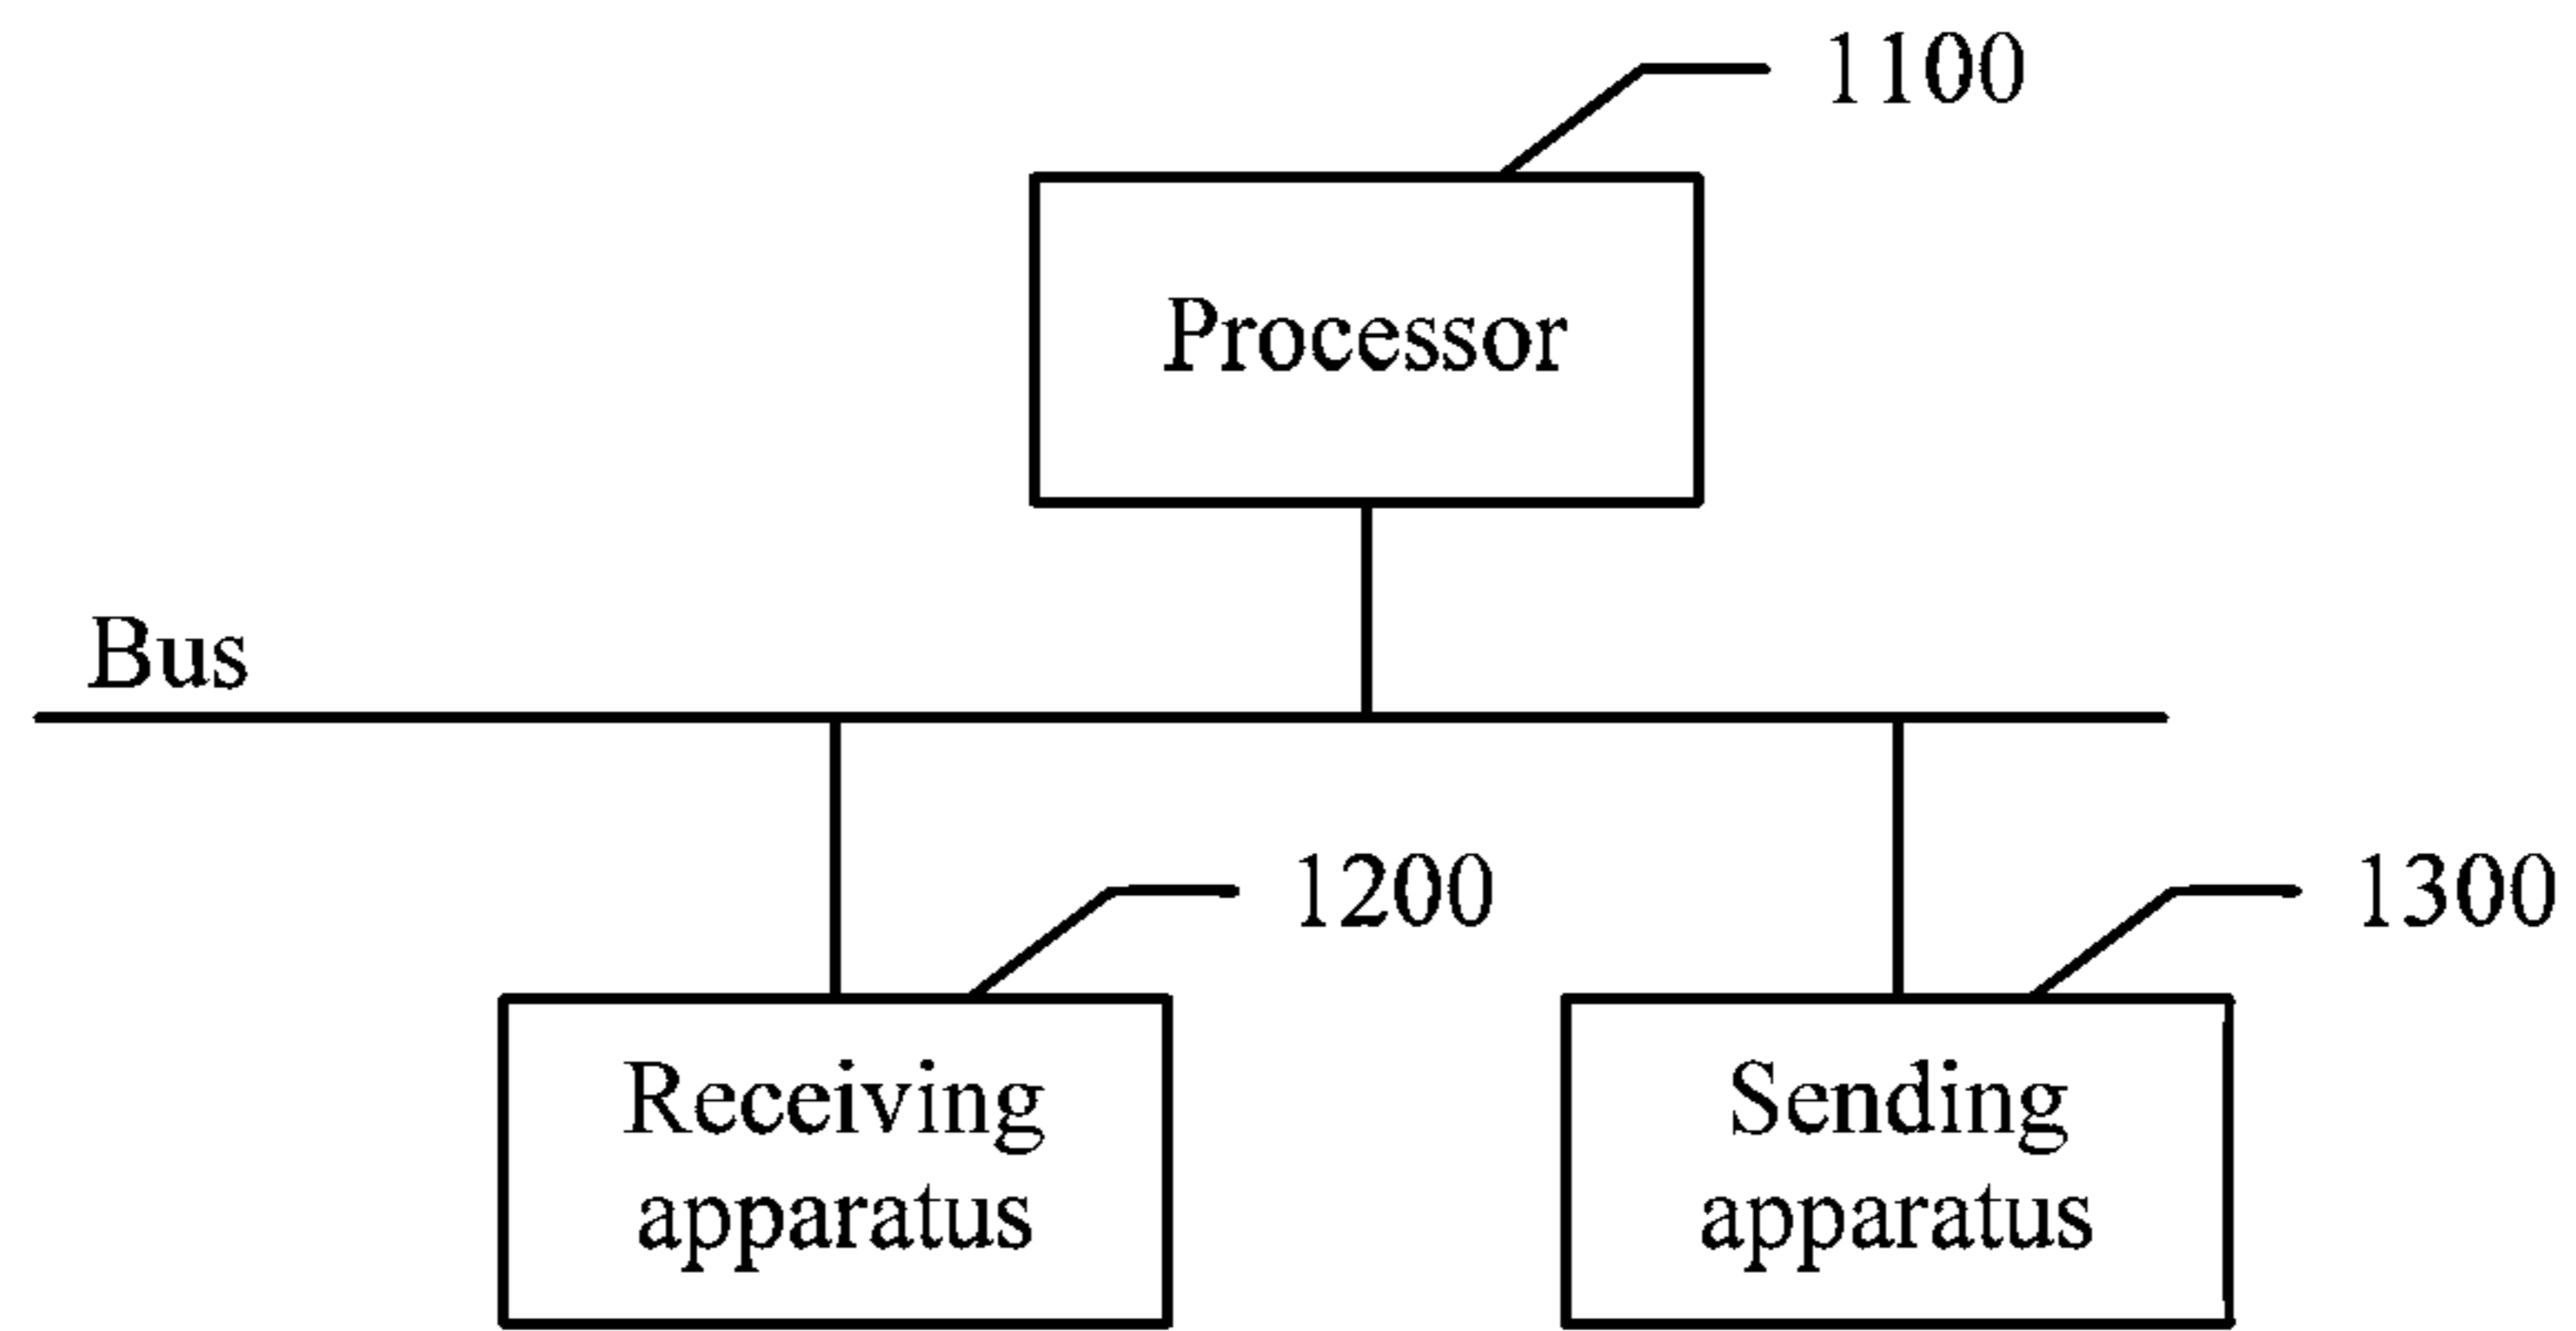 1100
Processor
Bus
1200
1300
Receiving
apparatus
Sending
apparatus